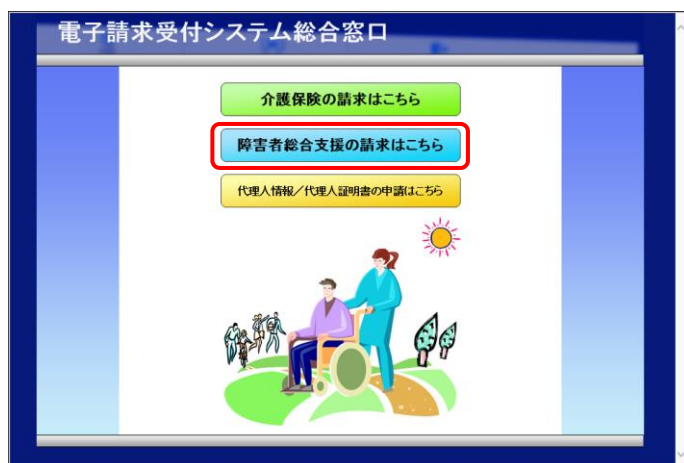 電子請求受付システム総合窓口
介護保険の請求はこちら
障害者総合支援の請求はこちら
代理人情報／代理人証明書の申請はこちら